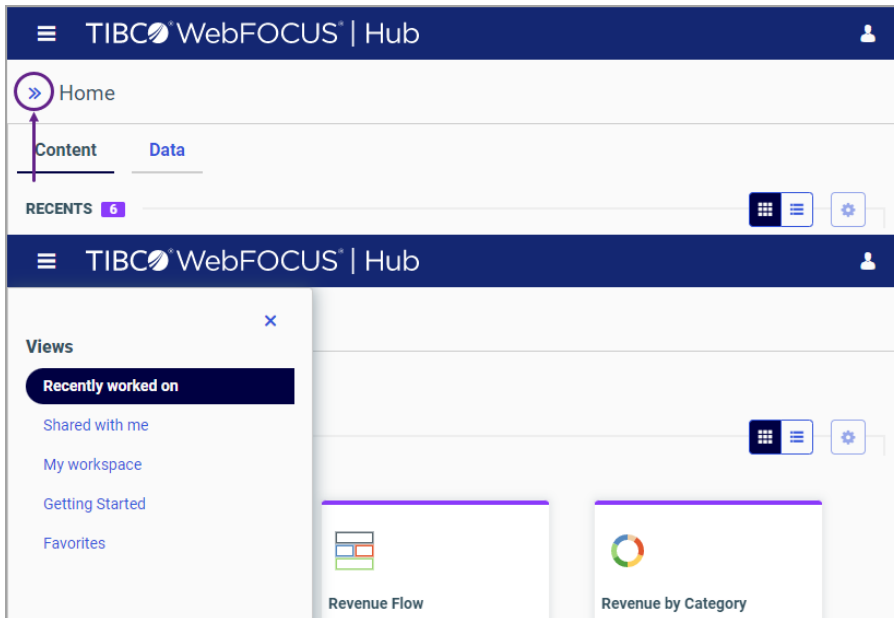 TIBCO® WebFOCUS® | Hub
Home
Content Data
RECENTS 6
TIBCO® WebFOCUS® | Hub
Views
Recently worked on
Shared with me
My workspace
Getting Started
Favorites
Revenue Flow Revenue by Category